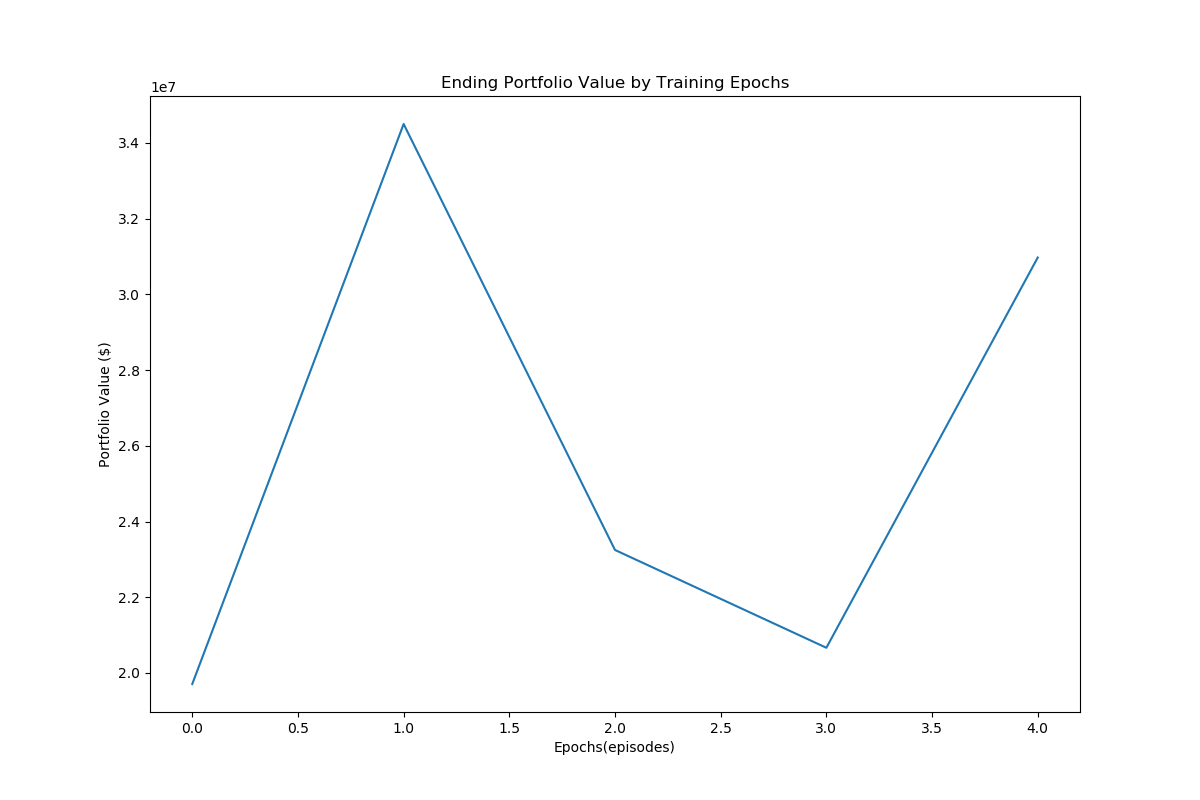 Ending Portfolio Value by Training Epochs
1e7
3.4
3.2
3.0
2.8
2.6
2.4
2.2
2.0
Portfolio Value ($)
0.0 0.5 1.0 1.5 2.0 2.5 3.0 3.5 4.0
Epochs(episodes)